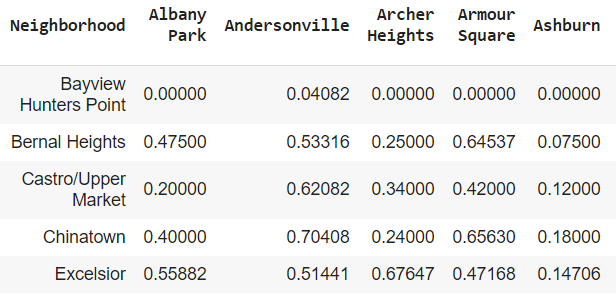 Neighborhood Albany Park Andersonville Archer Heights Armour Square Ashburn
Bayview Hunters Point 0.00000 0.04082 0.00000 0.00000 0.00000
Bernal Heights 0.47500 0.53316 0.25000 0.64537 0.07500
Castro/Upper Market 0.20000 0.62082 0.34000 0.42000 0.12000
Chinatown 0.40000 0.70408 0.24000 0.65630 0.18000
Excelsior 0.55882 0.51441 0.67647 0.47168 0.14706